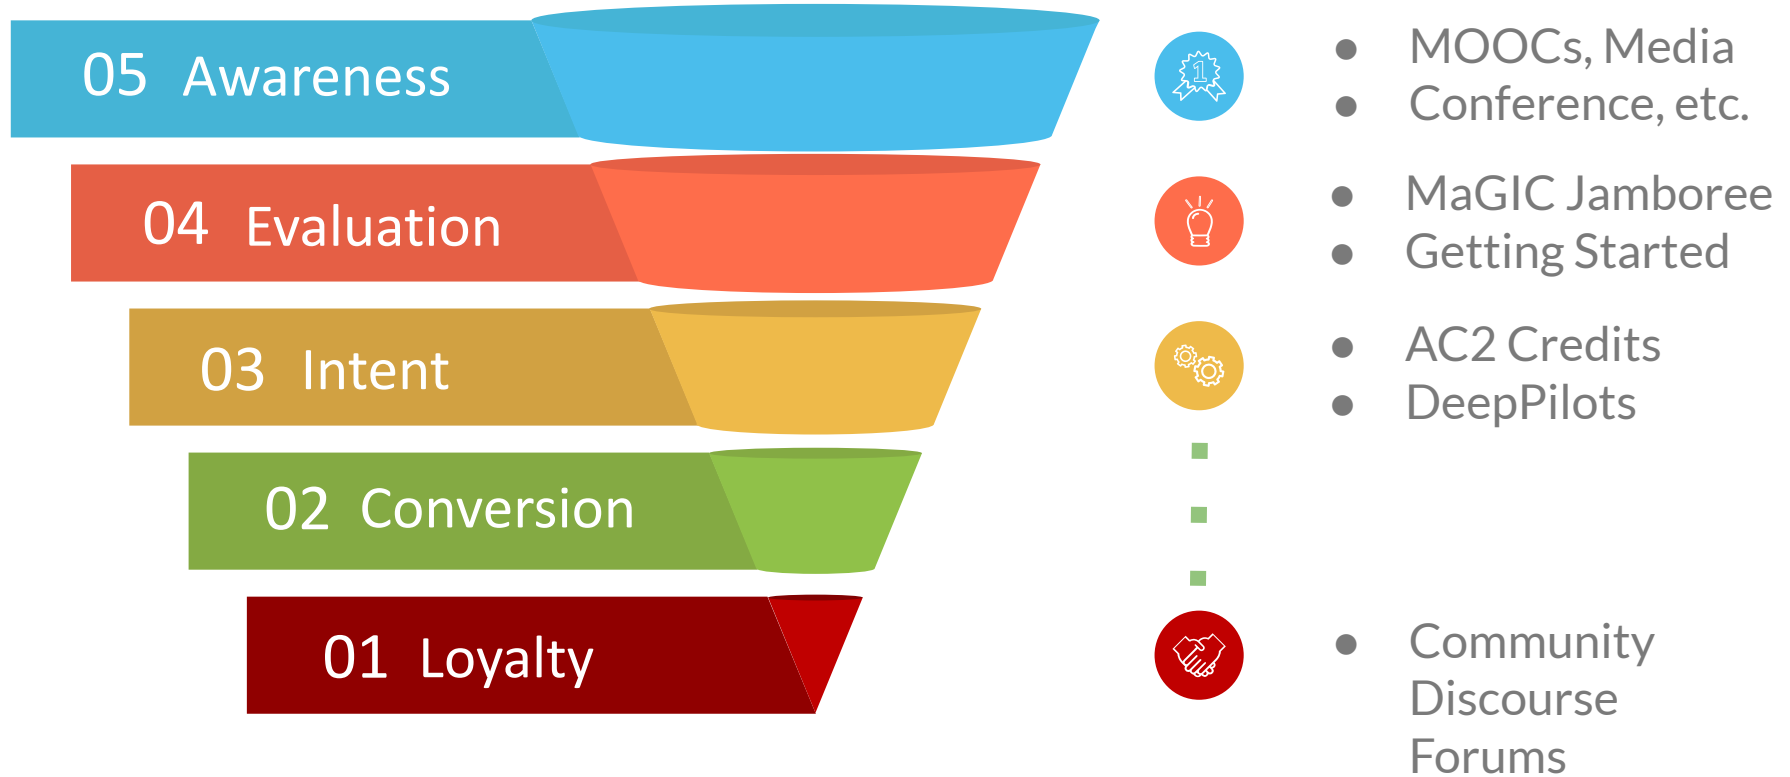 05 Awareness
● MOOCs, Media
● Conference, etc.
04 Evaluation
● MaGIC Jamboree
● Getting Started
03 Intent
● AC2 Credits
● DeepPilots
02 Conversion
01 Loyalty
● Community
Discourse
Forums
1